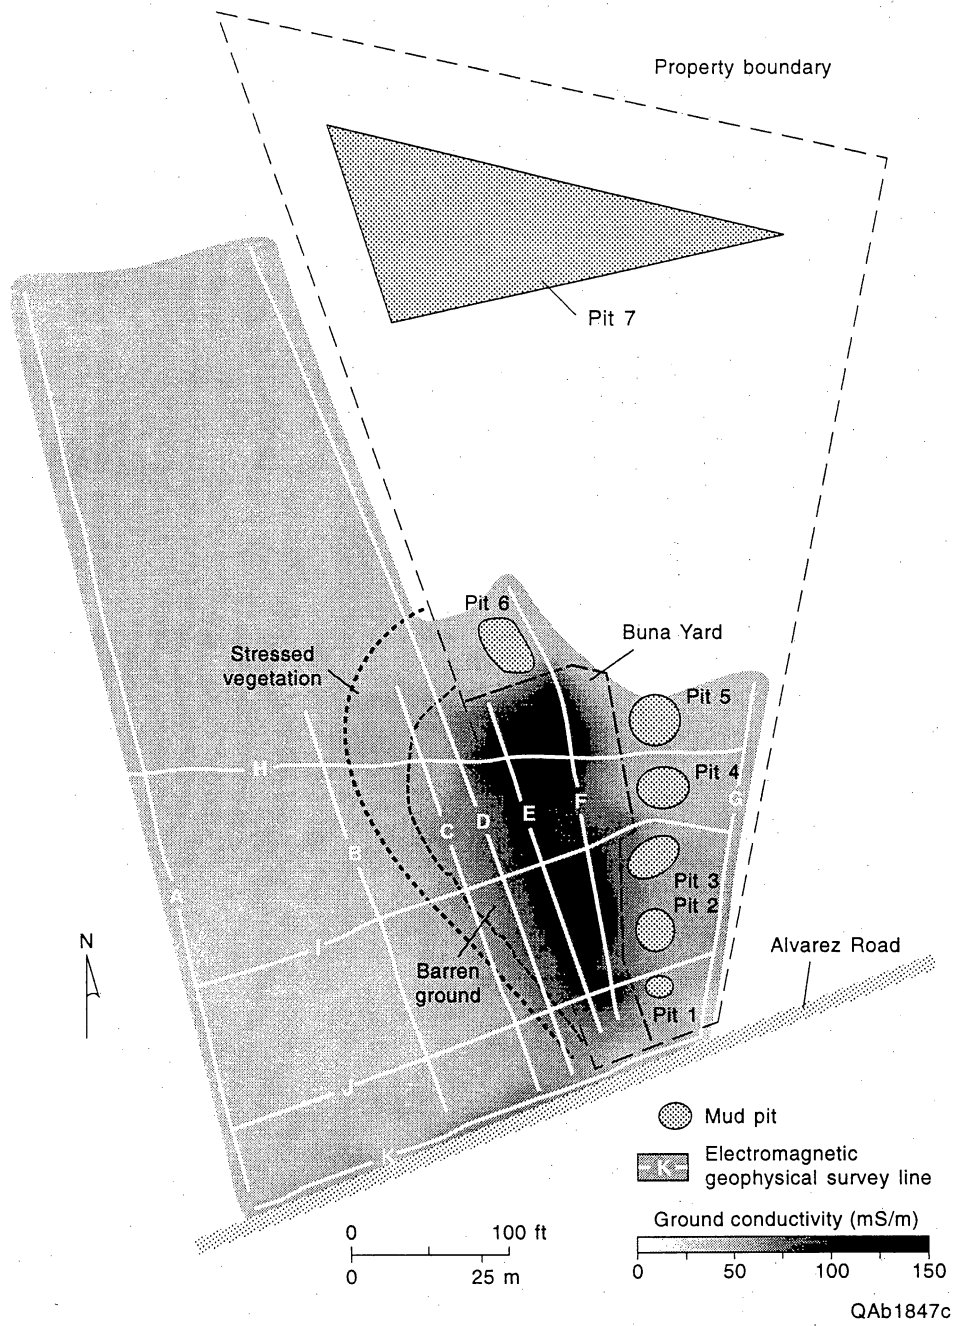 Property boundary
Pit 7
Pit 6
Buna Yard
Stressed
vegetation
Pit 5
Pit 4
H
G
F
E
D
C
B
A
Pit 3
Pit 2
I
N
Alvarez Road
Barren
ground
Pit 1
J
K
Mud pit
K
Electromagnetic
geophysical survey line
Ground conductivity (mS/m)
0 50 100 150
0 100 ft
0 25 m
QAb1847c